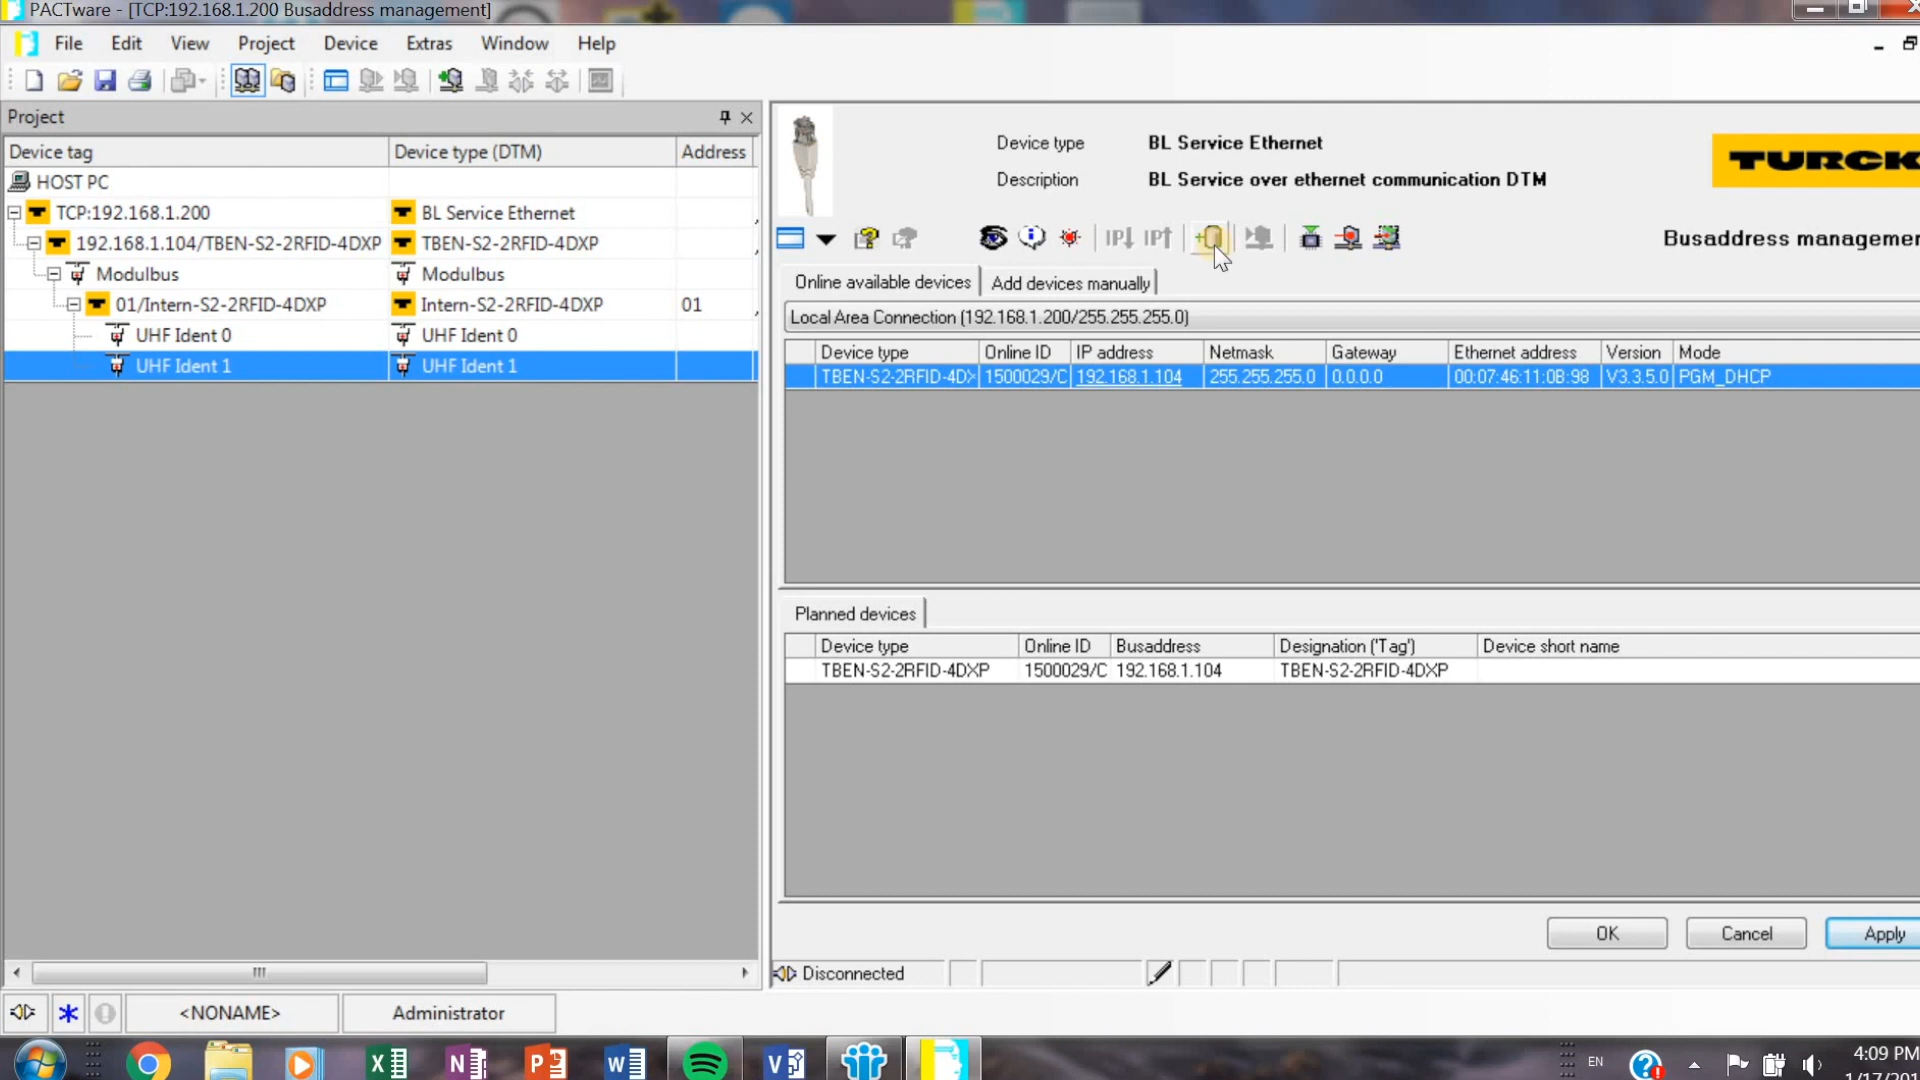 PACTware - [TCP:192.168.1.200 Busaddress management]
File Edit View Project Device Extras Window Help
Project
Device tag Device type (DTM) Address
HOST PC
TCP:192.168.1.200 BL Service Ethernet
192.168.1.104/TBEN-S2-2RFID-4DXP TBEN-S2-2RFID-4DXP
Modulbus Modulbus
01/Intern-S2-2RFID-4DXP Intern-S2-2RFID-4DXP 01
UHF Ident 0 UHF Ident 0
UHF Ident 1 UHF Ident 1
Device type BL Service Ethernet
Description BL Service over ethernet communication DTM
TURCK
IP IP
Busaddress managemen
Online available devices Add devices manually
Local Area Connection (192.168.1.200/255.255.255.0)
Device type Online ID IP address Netmask Gateway Ethernet address Version Mode
TBEN-S2-2RFID-4DX 1500029/C 192.168.1.104 255.255.255.0 0.0.0.0 00:07:46:11:0B:98 V3.3.5.0 PGM_DHCP
Planned devices
Device type Online ID Busaddress Designation ('Tag') Device short name
TBEN-S2-2RFID-4DXP 1500029/C 192.168.1.104 TBEN-S2-2RFID-4DXP
OK Cancel Apply
Disconnected
<NONAME> Administrator
EN
4:09 PM
1/17/201